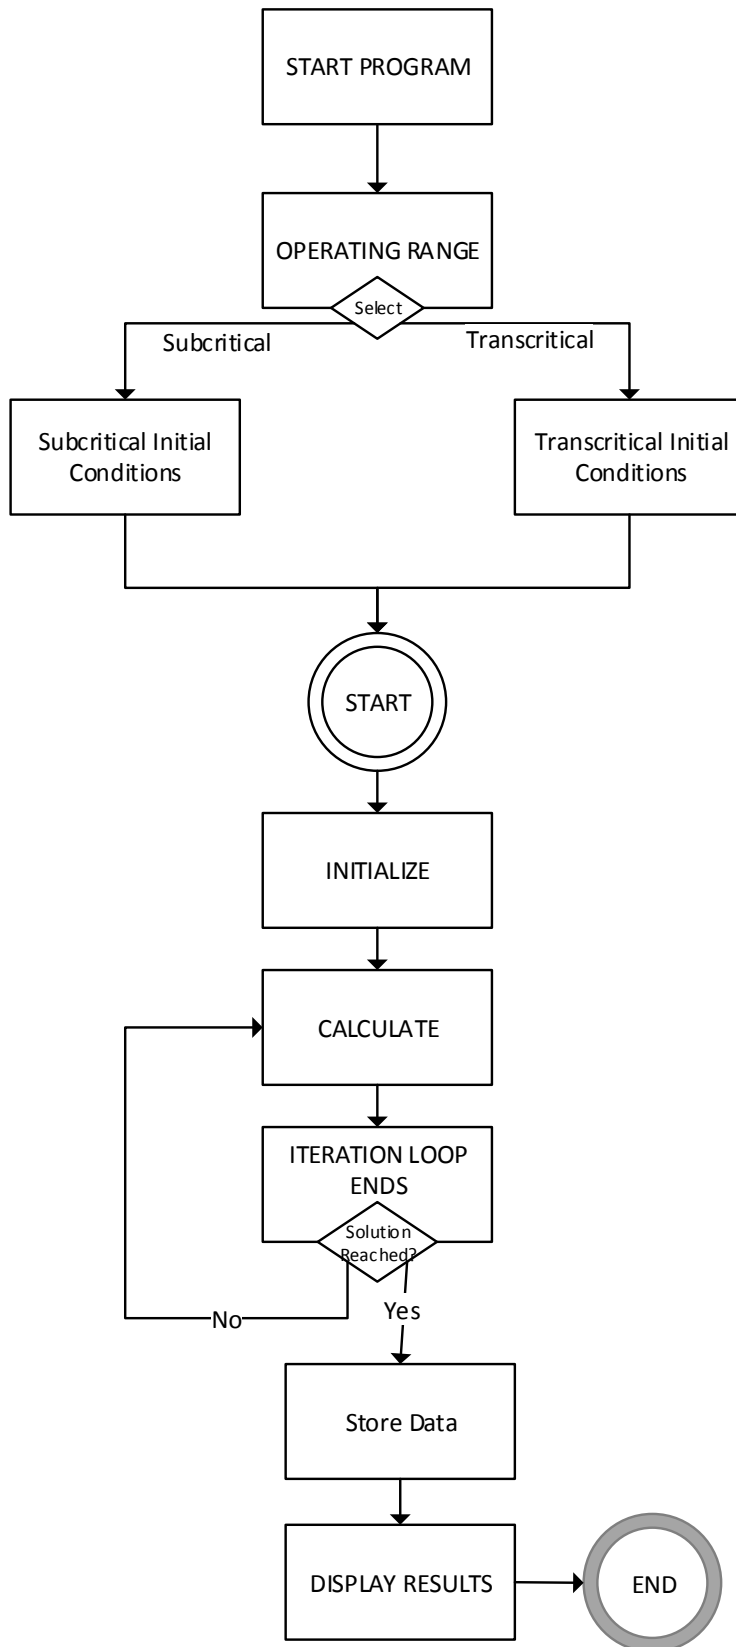 START PROGRAM
OPERATING RANGE
Select
Subcritical
Transcritical
Subcritical Initial
Conditions
Transcritical Initial
Conditions
START
INITIALIZE
CALCULATE
ITERATION LOOP
ENDS
Solution
Reached?
No
Yes
Store Data
DISPLAY RESULTS
END